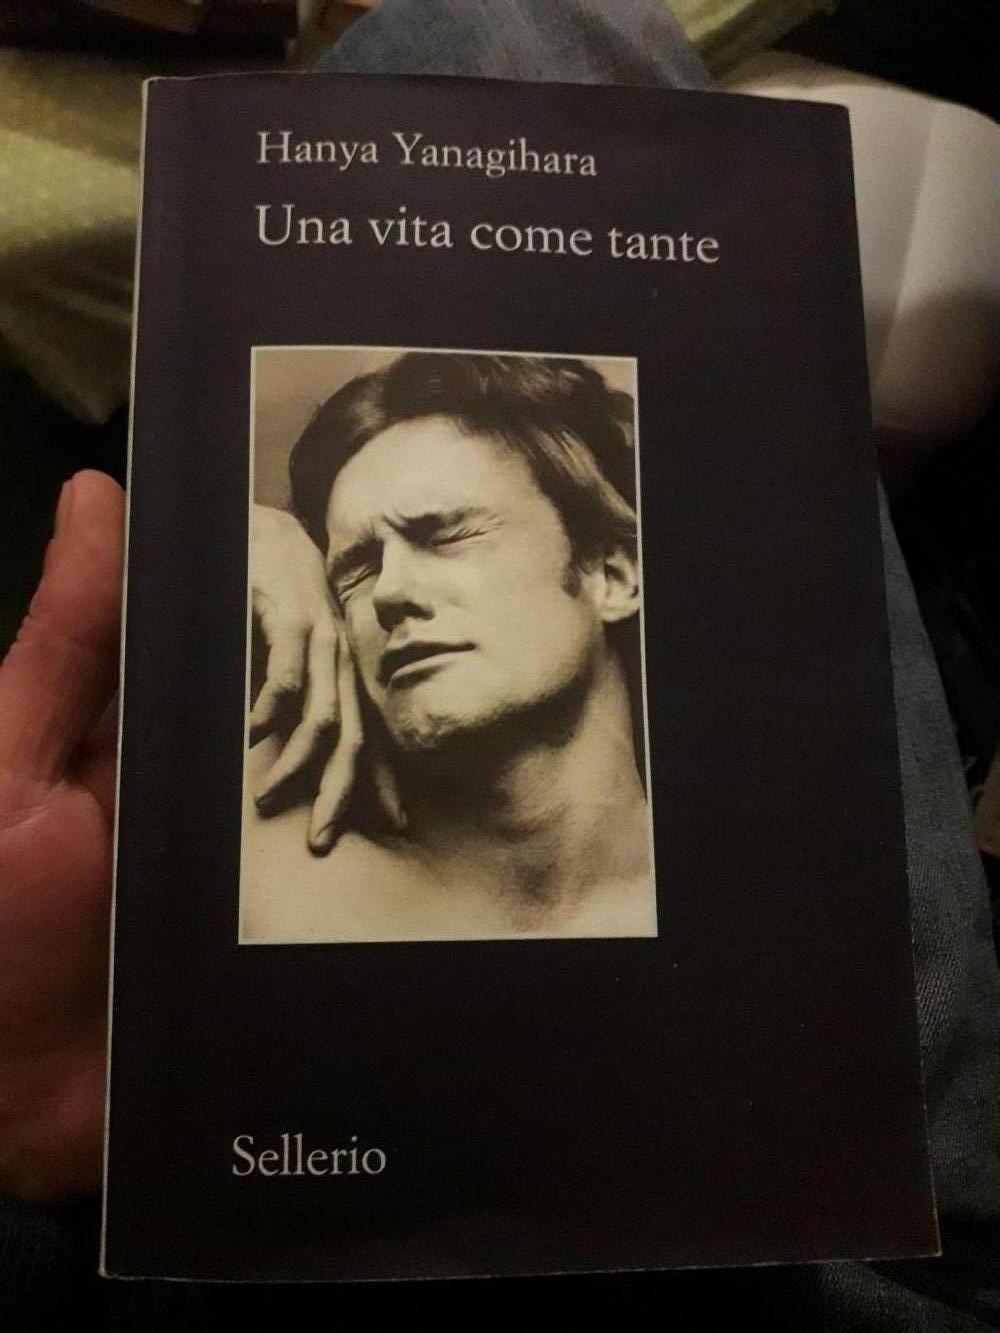 Hanya Yanagihara
Una vita come tante
Sellerio